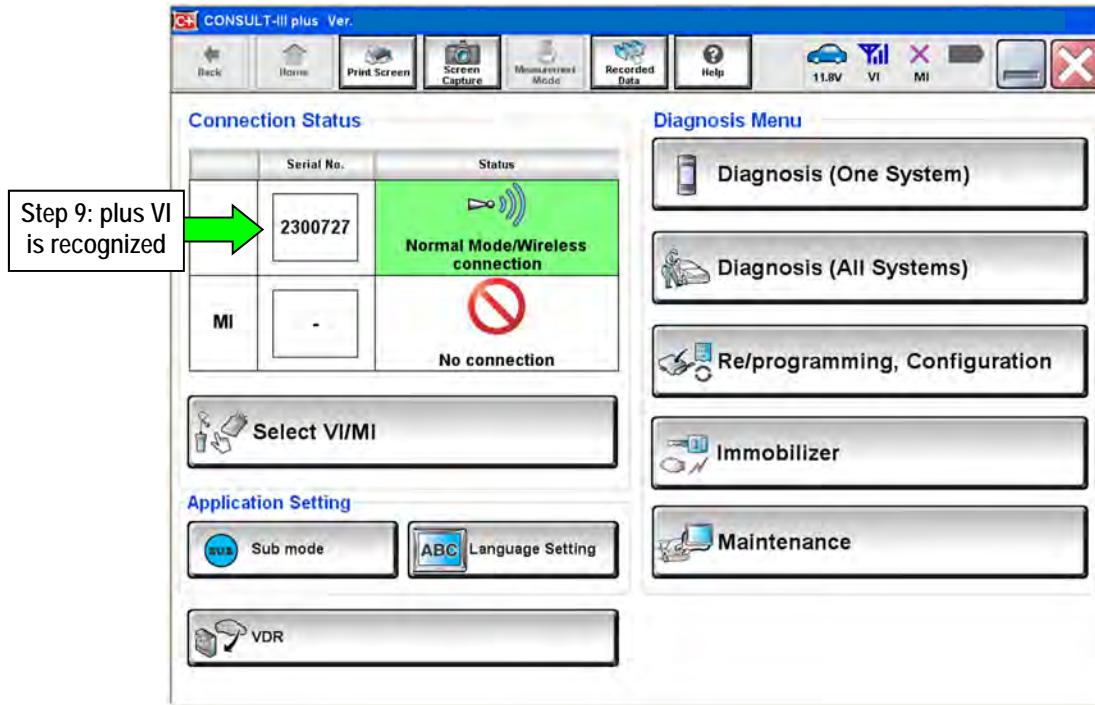 C+ CONSULT-III plus Ver.
Back
Home
Print Screen
Screen Capture
Measurement Mode
Recorded Data
Help
11.8V
VI
MI
Connection Status
Serial No.
Status
Step 9: plus VI
is recognized
2300727
Normal Mode/Wireless
connection
MI
-
No connection
Select VI/MI
Application Setting
SUB
Sub mode
ABC
Language Setting
VDR
Diagnosis Menu
Diagnosis (One System)
Diagnosis (All Systems)
Re/programming, Configuration
Immobilizer
Maintenance